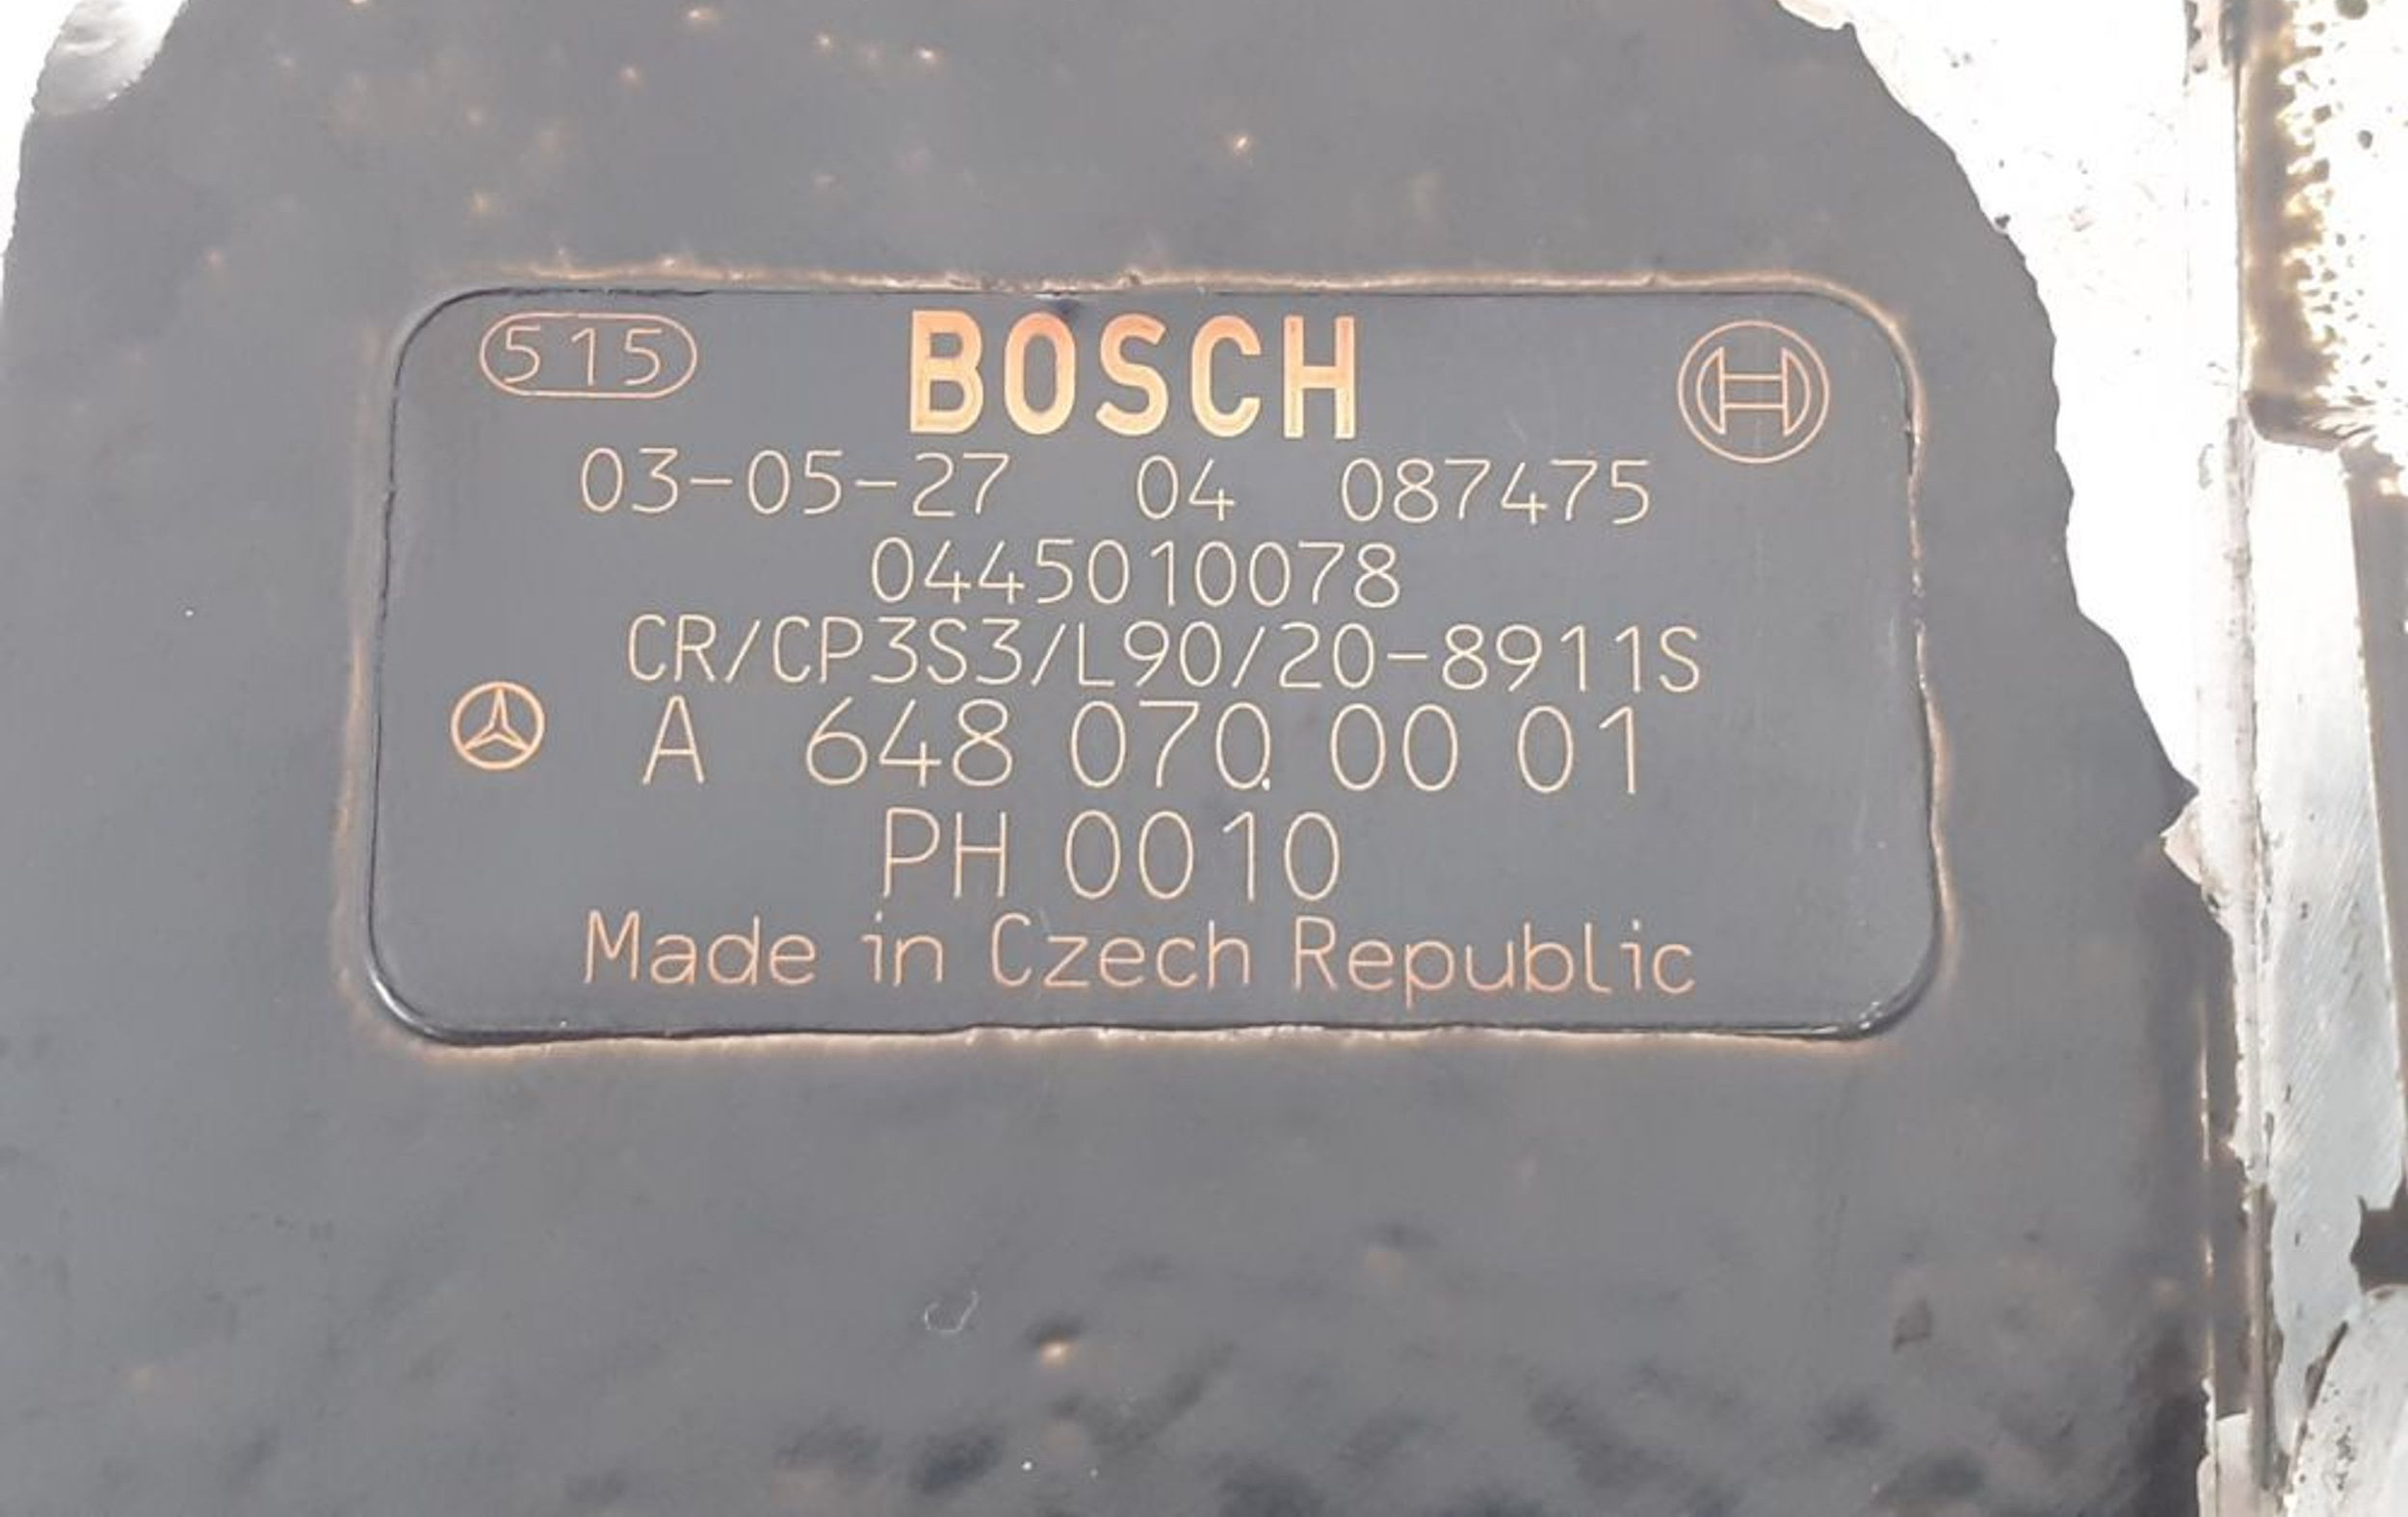 515 BOSCH
03-05-27 04 087475
0445010078
CR/CP3S3/L90/20-8911S
A 648 070 00 01
PH 0010
Made in Czech Republic